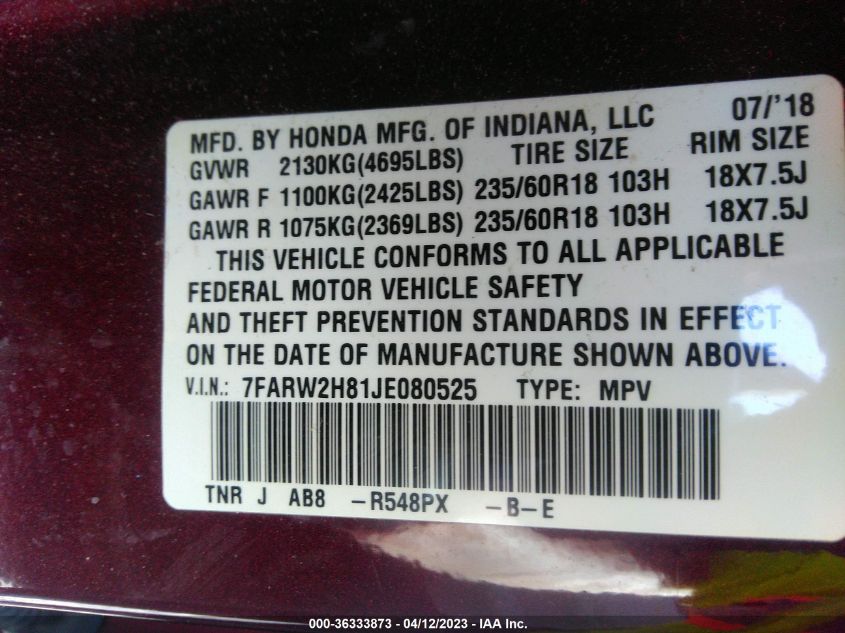 07/'18
MFD. BY HONDA MFG. OF INDIANA, LLC
GVWR 2130KG(4695LBS) TIRE SIZE RIM SIZE
GAWR F 1100KG(2425LBS) 235/60R18 103H 18X7.5J
GAWR R 1075KG(2369LBS) 235/60R18 103H 18X7.5J
THIS VEHICLE CONFORMS TO ALL APPLICABLE
FEDERAL MOTOR VEHICLE SAFETY
AND THEFT PREVENTION STANDARDS IN EFFECT
ON THE DATE OF MANUFACTURE SHOWN ABOVE.
V.I.N.: 7FARW2H81JE080525 TYPE: MPV
TNR J AB8 -R548PX -B-E
000-36333873 - 04/12/2023 - IAA Inc.